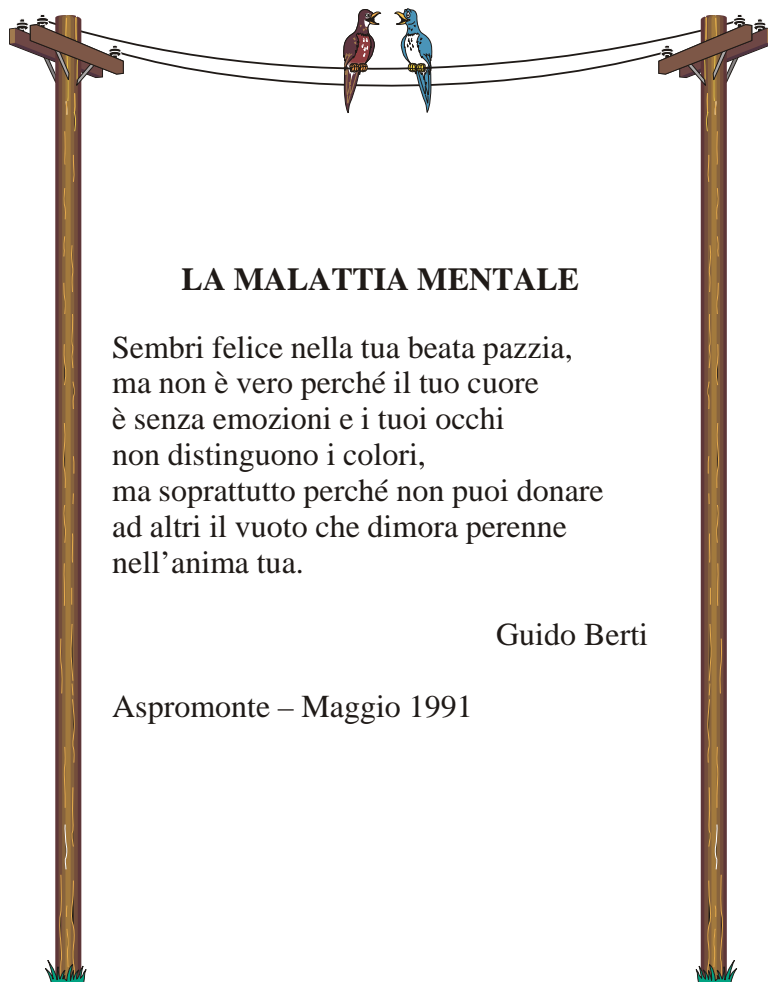 LA MALATTIA MENTALE
Sembri felice nella tua beata pazzia,
ma non è vero perché il tuo cuore
è senza emozioni e i tuoi occhi
non distinguono i colori,
ma soprattutto perché non puoi donare
ad altri il vuoto che dimora perenne
nell’anima tua.
Guido Berti
Aspromonte – Maggio 1991